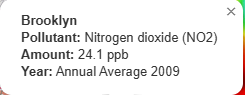 Brooklyn
Pollutant: Nitrogen dioxide (NO2)
Amount: 24.1 ppb
Year: Annual Average 2009